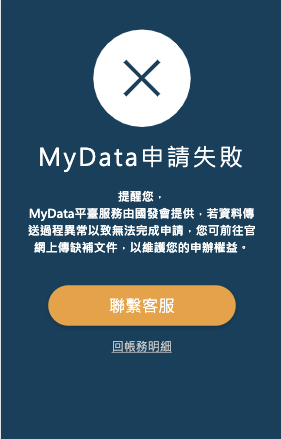 MyData申請失敗
提醒您，
MyData平臺服務由國發會提供，若資料傳
送過程異常以致無法完成申請，您可前往官
網上傳缺補文件，以維護您的申辦權益。
聯繫客服
回帳務明細